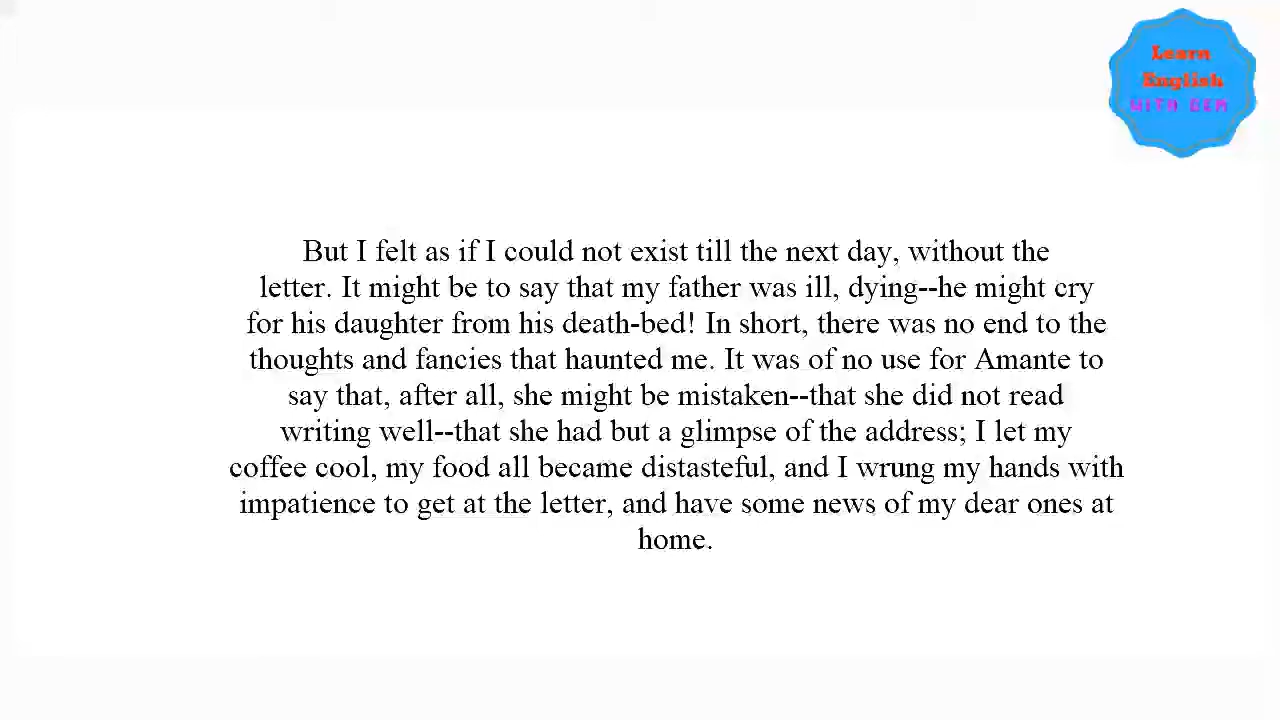 Learn
English
WITH GEM
But I felt as if I could not exist till the next day, without the
letter. It might be to say that my father was ill, dying--he might cry
for his daughter from his death-bed! In short, there was no end to the
thoughts and fancies that haunted me. It was of no use for Amante to
say that, after all, she might be mistaken--that she did not read
writing well--that she had but a glimpse of the address; I let my
coffee cool, my food all became distasteful, and I wrung my hands with
impatience to get at the letter, and have some news of my dear ones at
home.